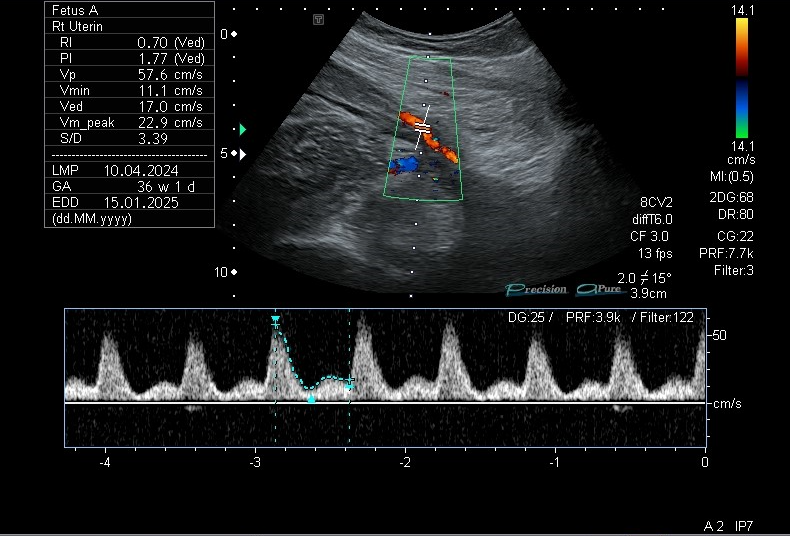 Fetus A
Rt Uterin
RI 0.70 (Ved)
PI 1.77 (Ved)
Vp 57.6 cm/s
Vmin 11.1 cm/s
Ved 17.0 cm/s
Vm_peak 22.9 cm/s
S/D 3.39
LMP 10.04.2024
GA 36 w 1 d
EDD 15.01.2025
(dd.MM.yyyy)
T
0
5
10
14.1
14.1
cm/s
MI:(0.5)
2DG:68
DR:80
CG:22
PRF:7.7k
Filter:3
8CV2
diffT6.0
CF 3.0
13 fps
2.0 15°
3.9cm
Precision APure
DG:25 / PRF:3.9k / Filter:122
50
cm/s
-4 -3 -2 -1 0
A 2 IP7